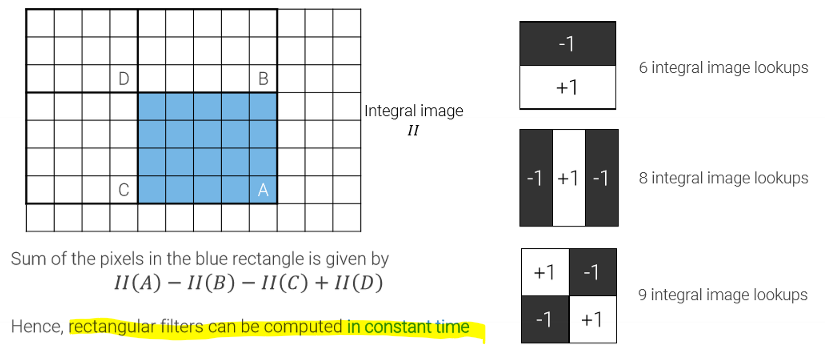 D
B
Integral image
II
C
A
Sum of the pixels in the blue rectangle is given by
II(A) − II(B) − II(C) + II(D)
Hence, rectangular filters can be computed in constant time
-1
+1
6 integral image lookups
-1 +1 -1
8 integral image lookups
+1 -1
-1 +1
9 integral image lookups